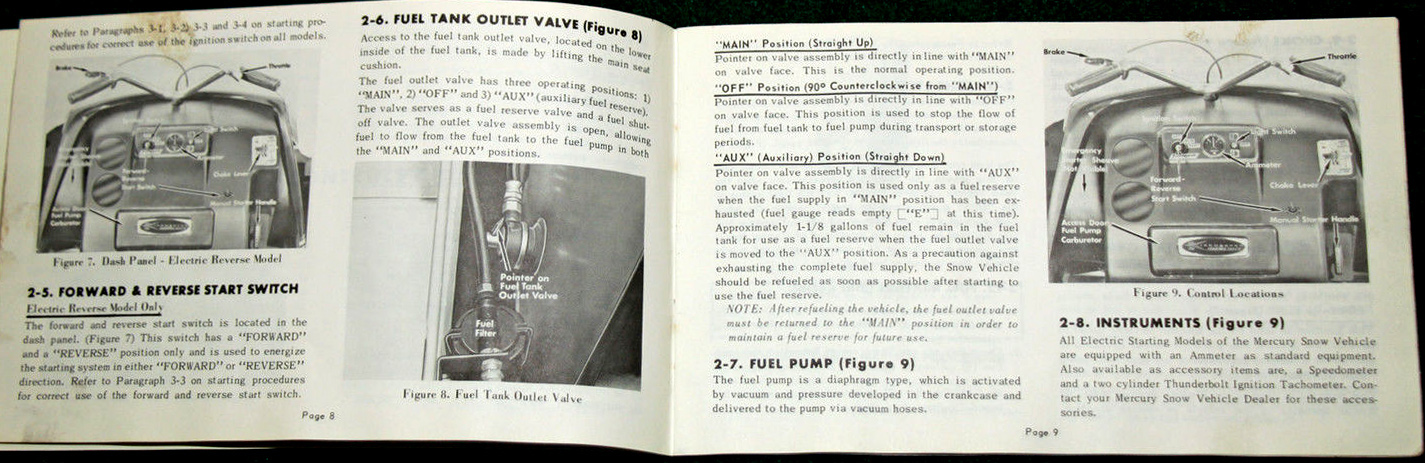 Refer to Paragraphs 3-1, 3-2, 3-3 and 3-4 on starting pro-
cedures for correct use of the ignition switch on all models.
Brake
Throttle
Light Switch
Ammeter
Forward-
Reverse
Start Switch
Choke Lever
Manual Starter Handle
Access Door
Fuel Pump
Carburetor
Figure 7. Dash Panel - Electric Reverse Model
2-5. FORWARD & REVERSE START SWITCH
Electric Reverse Model Only
The forward and reverse start switch is located in the
dash panel. (Figure 7) This switch has a "FORWARD"
and a "REVERSE" position only and is used to energize
the starting system in either "FORWARD" or "REVERSE"
direction. Refer to Paragraph 3-3 on starting procedures
for correct use of the forward and reverse start switch.
2-6. FUEL TANK OUTLET VALVE (Figure 8)
Access to the fuel tank outlet valve, located on the lower
inside of the fuel tank, is made by lifting the main seat
cushion.
The fuel outlet valve has three operating positions: 1)
"MAIN", 2) "OFF" and 3) "AUX" (auxiliary fuel reserve).
The valve serves as a fuel reserve valve and a fuel shut-
off valve. The outlet valve assembly is open, allowing
fuel to flow from the fuel tank to the fuel pump in both
the "MAIN" and "AUX" positions.
Pointer on
Fuel Tank
Outlet Valve
Fuel
Filter
Figure 8. Fuel Tank Outlet Valve
Page 8
"MAIN" Position (Straight Up)
Pointer on valve assembly is directly in line with "MAIN"
on valve face. This is the normal operating position.
"OFF" Position (90° Counterclockwise from "MAIN")
Pointer on valve assembly is directly in line with "OFF"
on valve face. This position is used to stop the flow of
fuel from fuel tank to fuel pump during transport or storage
periods.
"AUX" (Auxiliary) Position (Straight Down)
Pointer on valve assembly is directly in line with "AUX"
on valve face. This position is used only as a fuel reserve
when the fuel supply in "MAIN" position has been ex-
hausted (fuel gauge reads empty ["E"] at this time).
Approximately 1-1/8 gallons of fuel remain in the fuel
tank for use as a fuel reserve when the fuel outlet valve
is moved to the "AUX" position. As a precaution against
exhausting the complete fuel supply, the Snow Vehicle
should be refueled as soon as possible after starting to
use the fuel reserve.
NOTE: After refueling the vehicle, the fuel outlet valve
must be returned to the "MAIN" position in order to
maintain a fuel reserve for future use.
2-7. FUEL PUMP (Figure 9)
The fuel pump is a diaphragm type, which is activated
by vacuum and pressure developed in the crankcase and
delivered to the pump via vacuum hoses.
Brake
Throttle
Ignition Switch
Light Switch
Emergency
Starter Sheave
(Not Visible)
Ammeter
Forward-
Reverse
Start Switch
Choke Lever
Manual Starter Handle
Access Door
Fuel Pump
Carburetor
Figure 9. Control Locations
2-8. INSTRUMENTS (Figure 9)
All Electric Starting Models of the Mercury Snow Vehicle
are equipped with an Ammeter as standard equipment.
Also available as accessory items are, a Speedometer
and a two cylinder Thunderbolt Ignition Tachometer. Con-
tact your Mercury Snow Vehicle Dealer for these acces-
sories.
Page 9